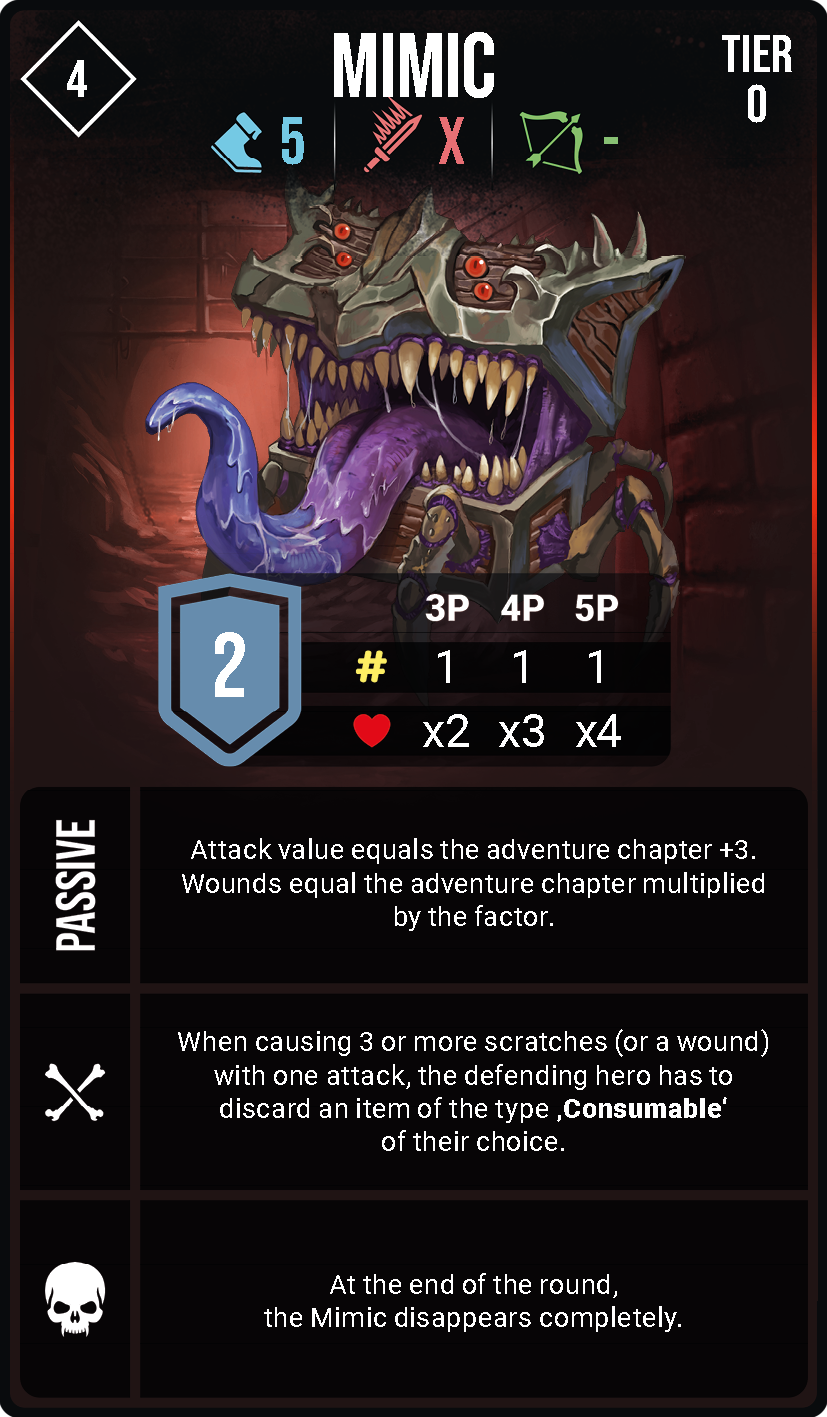 4
MIMIC
TIER
0
5
X
-
2
3P 4P 5P
# 1 1 1
x2 x3 x4
PASSIVE
Attack value equals the adventure chapter +3.
Wounds equal the adventure chapter multiplied
by the factor.
When causing 3 or more scratches (or a wound)
with one attack, the defending hero has to
discard an item of the type ‚Consumable‘
of their choice.
At the end of the round,
the Mimic disappears completely.